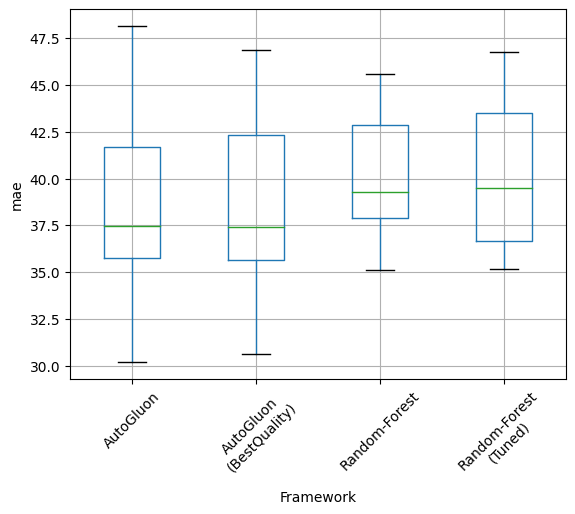 47.5
45.0
42.5
40.0
37.5
35.0
32.5
30.0
mae
AutoGluon
AutoGluon
(BestQuality)
Random-Forest
Random-Forest
(Tuned)
Framework